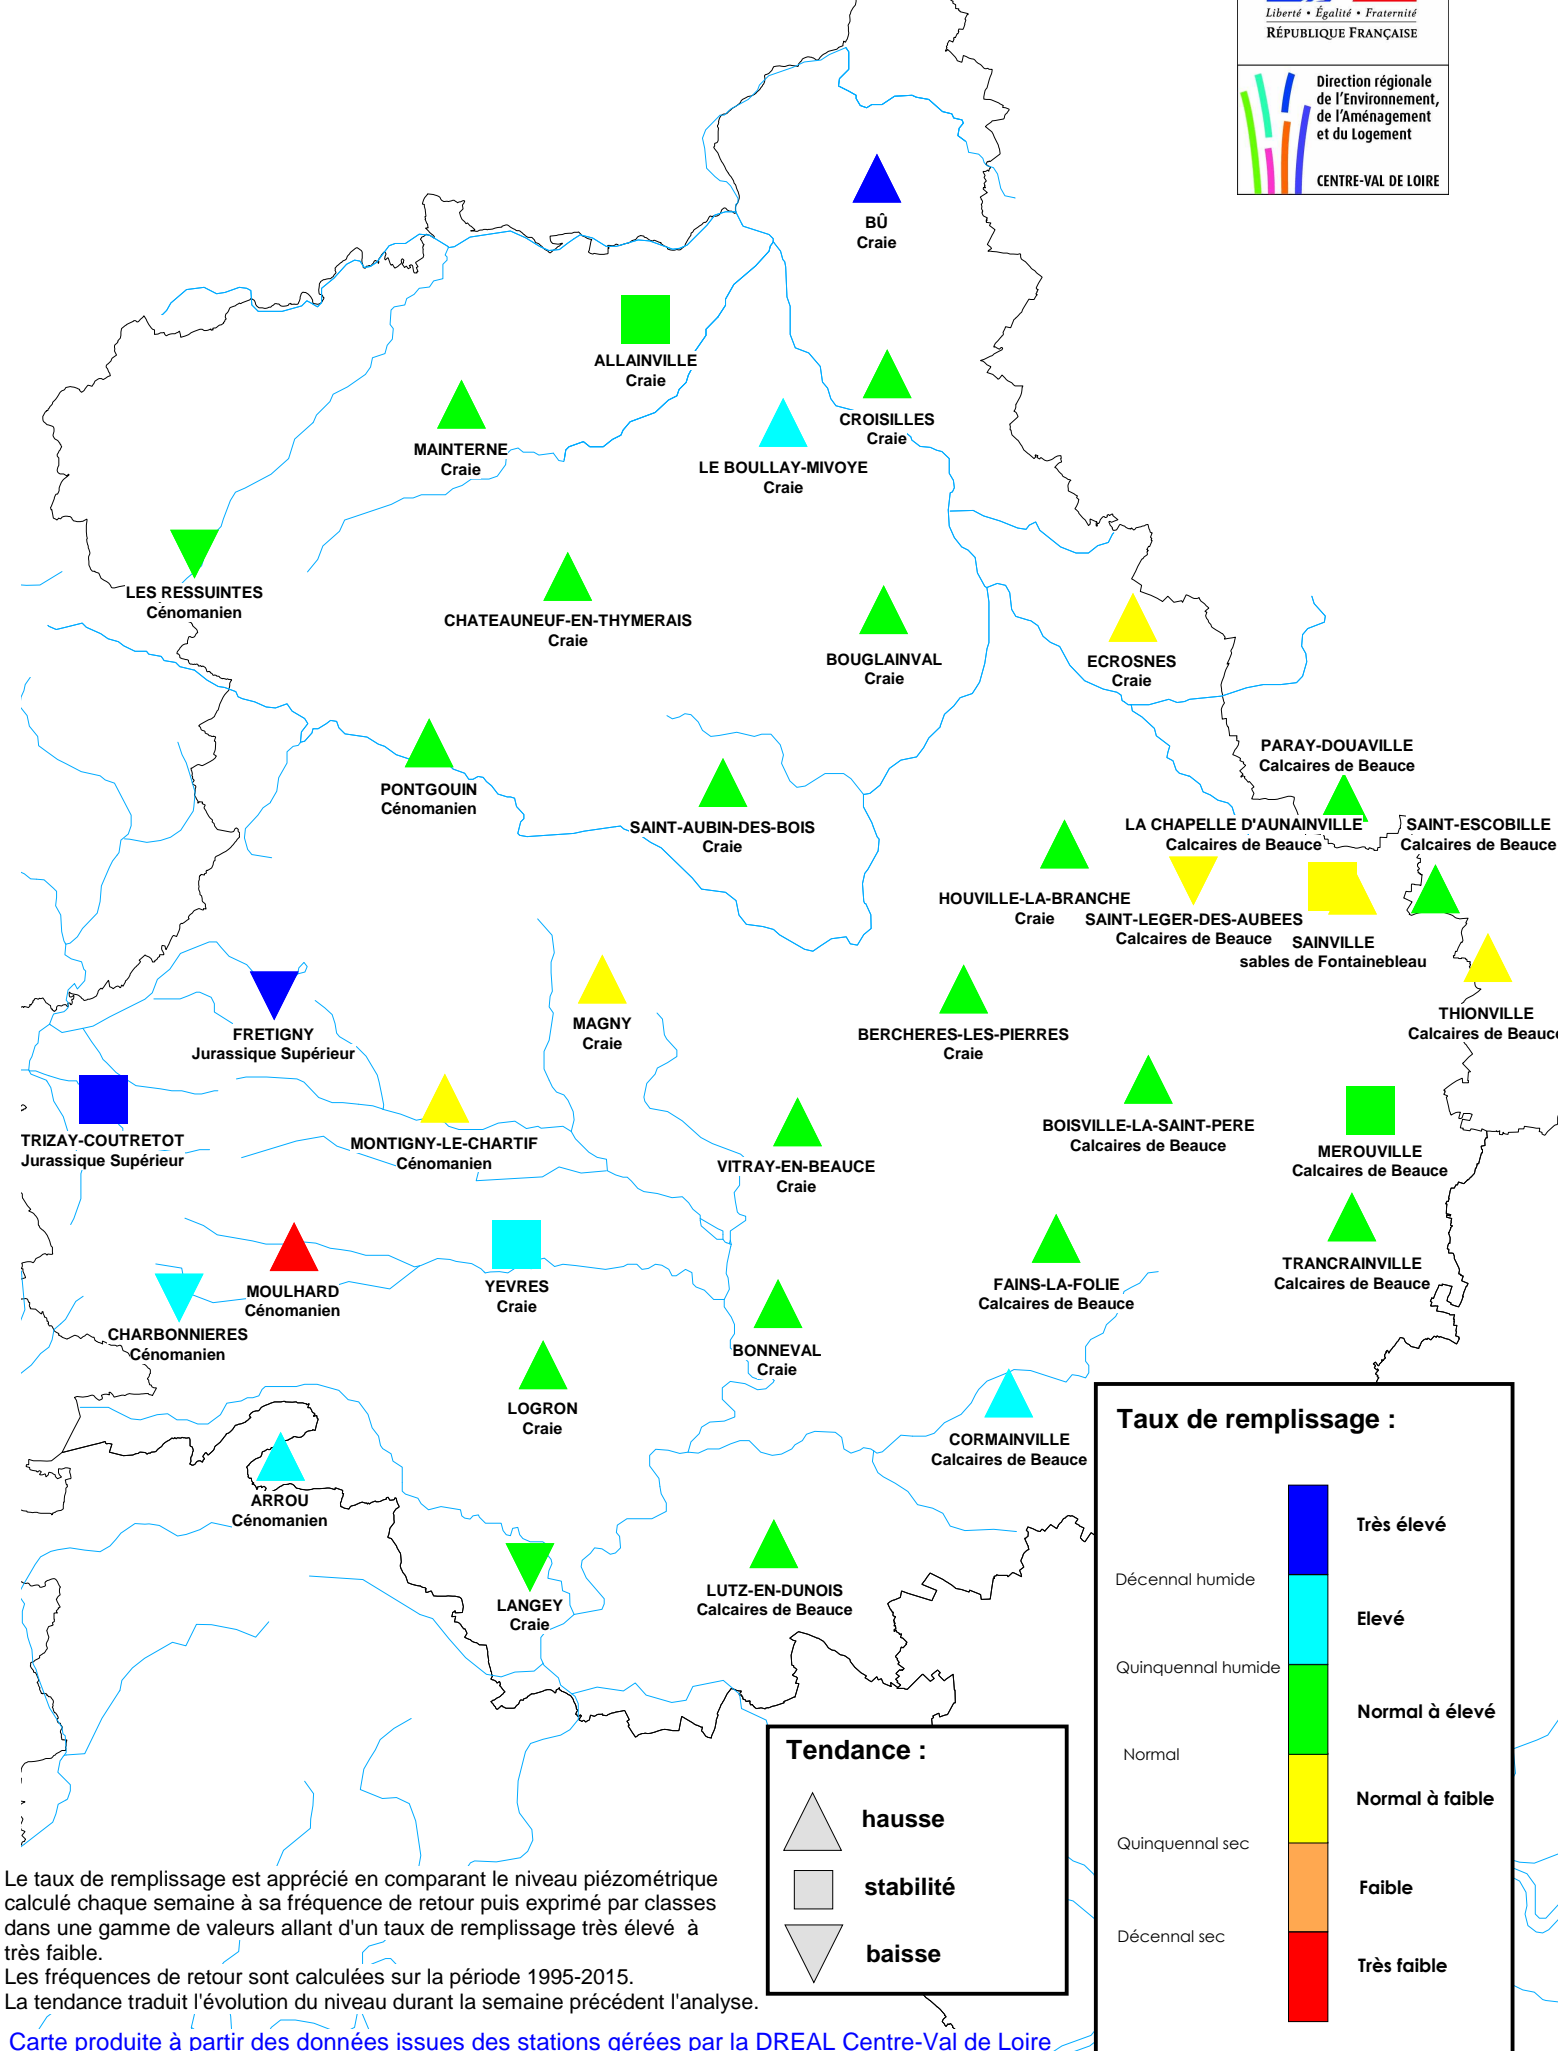 Liberté • Égalité • Fraternité
RÉPUBLIQUE FRANÇAISE
Direction régionale
de l'Environnement,
de l'Aménagement
et du Logement
CENTRE-VAL DE LOIRE
BÛ
Craie
ALLAINVILLE
Craie
CROISILLES
Craie
MAINTERNE
Craie
LE BOULLAY-MIVOYE
Craie
LES RESSUINTES
Cénomanien
CHATEAUNEUF-EN-THYMERAIS
Craie
BOUGLAINVAL
Craie
ECROSNES
Craie
PARAY-DOUAVILLE
Calcaires de Beauce
PONTGOUIN
Cénomanien
SAINT-AUBIN-DES-BOIS
Craie
LA CHAPELLE D'AUNAINVILLE
Calcaires de Beauce
SAINT-ESCOBILLE
Calcaires de Beauce
HOUVILLE-LA-BRANCHE
Craie
SAINT-LEGER-DES-AUBEES
Calcaires de Beauce
SAINVILLE
sables de Fontainebleau
THIONVILLE
Calcaires de Beauce
FRETIGNY
Jurassique Supérieur
MAGNY
Craie
BERCHERES-LES-PIERRES
Craie
TRIZAY-COUTRETOT
Jurassique Supérieur
MONTIGNY-LE-CHARTIF
Cénomanien
VITRAY-EN-BEAUCE
Craie
BOISVILLE-LA-SAINT-PERE
Calcaires de Beauce
MEROUVILLE
Calcaires de Beauce
MOULHARD
Cénomanien
YEVRES
Craie
FAINS-LA-FOLIE
Calcaires de Beauce
TRANCRAINVILLE
Calcaires de Beauce
CHARBONNIERES
Cénomanien
BONNEVAL
Craie
LOGRON
Craie
CORMAINVILLE
Calcaires de Beauce
ARROU
Cénomanien
LANGEY
Craie
LUTZ-EN-DUNOIS
Calcaires de Beauce
Taux de remplissage :
Très élevé
Décennal humide
Elevé
Quinquennal humide
Normal à élevé
Normal
Normal à faible
Quinquennal sec
Faible
Décennal sec
Très faible
Tendance :
hausse
stabilité
baisse
Le taux de remplissage est apprécié en comparant le niveau piézométrique
calculé chaque semaine à sa fréquence de retour puis exprimé par classes
dans une gamme de valeurs allant d'un taux de remplissage très élevé à
très faible.
Les fréquences de retour sont calculées sur la période 1995-2015.
La tendance traduit l'évolution du niveau durant la semaine précédent l'analyse.
Carte produite à partir des données issues des stations gérées par la DREAL Centre-Val de Loire